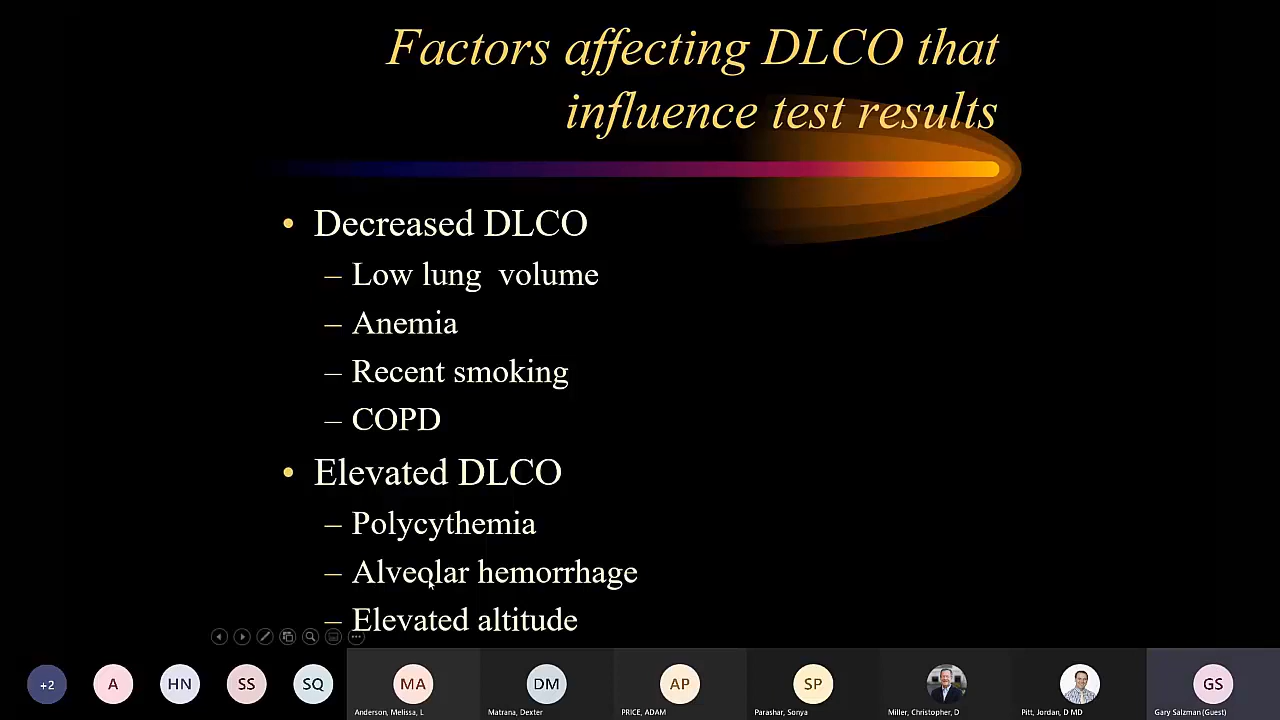 Factors affecting DLCO that
influence test results
• Decreased DLCO
– Low lung volume
– Anemia
– Recent smoking
– COPD
• Elevated DLCO
– Polycythemia
– Alveolar hemorrhage
– Elevated altitude
+2
A
HN
SS
SQ
MA
DM
AP
SP
GS
Anderson, Melissa, L
Matrana, Dexter
PRICE, ADAM
Parashar, Sonya
Miller, Christopher, D
Pitt, Jordan, D MD
Gary Salzman (Guest)